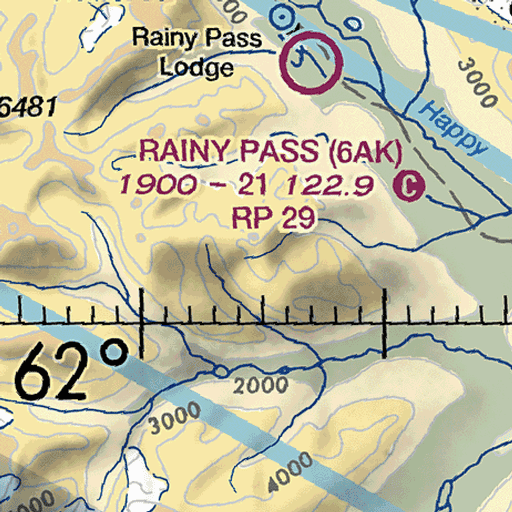 Rainy Pass
Lodge
3000
6481
Happy
RAINY PASS (6AK)
1900 – 21 122.9 C
RP 29
62°
2000
3000
4000